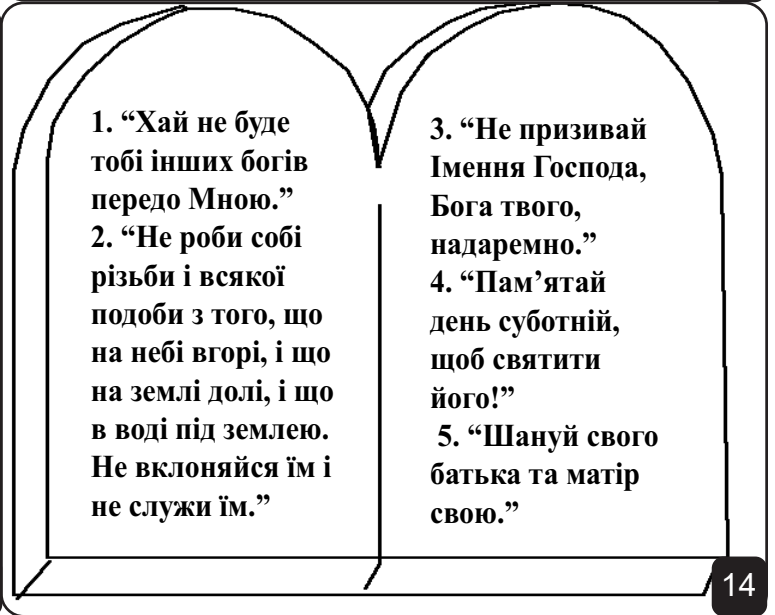 1. “Хай не буде
тобі інших богів
передо Мною.”
2. “Не роби собі
різьби і всякої
подоби з того, що
на небі вгорі, і що
на землі долі, і що
в воді під землею.
Не вклоняйся їм і
не служи їм.”
3. “Не призивай
Імення Господа,
Бога твого,
надаремно.”
4. “Пам’ятай
день суботній,
щоб святити
його!”
5. “Шануй свого
батька та матір
свою.”
14